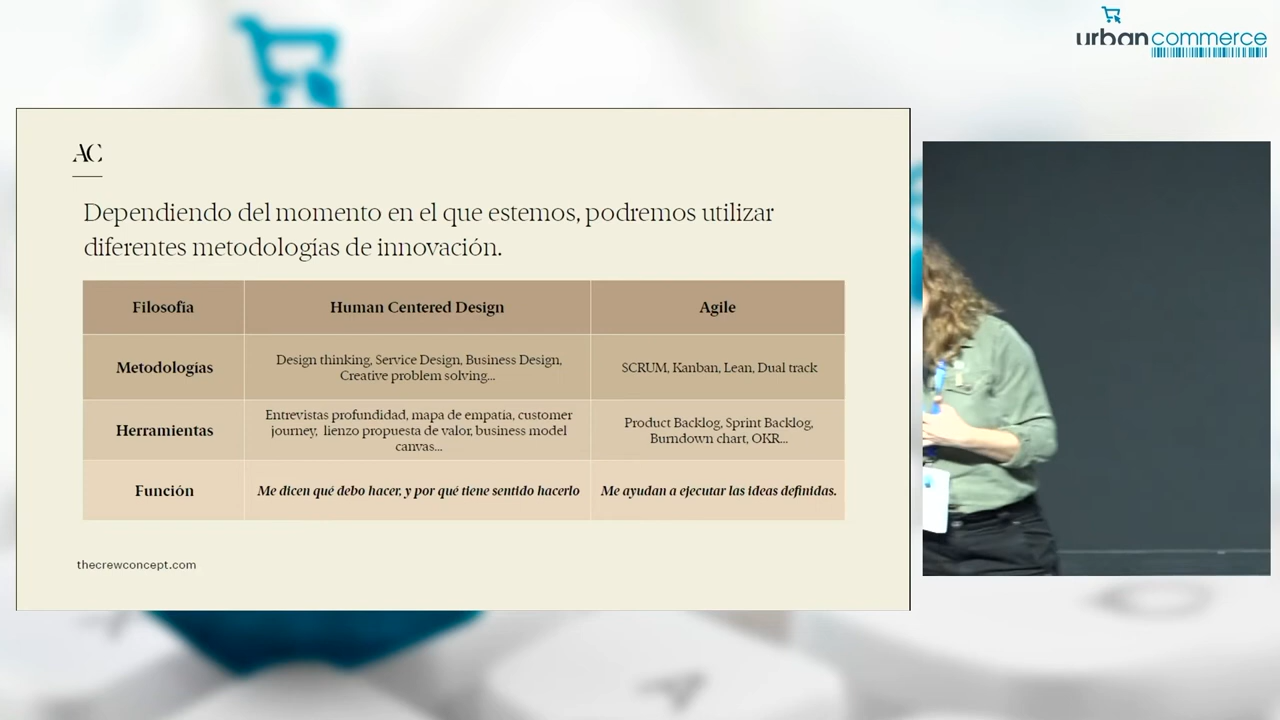 urbancommerce
AC
Dependiendo del momento en el que estemos, podremos utilizar
diferentes metodologías de innovación.
Filosofía
Human Centered Design
Agile
Metodologías
Design thinking, Service Design, Business Design,
Creative problem solving...
SCRUM, Kanban, Lean, Dual track
Herramientas
Entrevistas profundidad, mapa de empatía, customer
journey, lienzo propuesta de valor, business model
canvas...
Product Backlog, Sprint Backlog,
Burndown chart, OKR...
Función
Me dicen qué debo hacer, y por qué tiene sentido hacerlo
Me ayudan a ejecutar las ideas definidas.
thecrewconcept.com